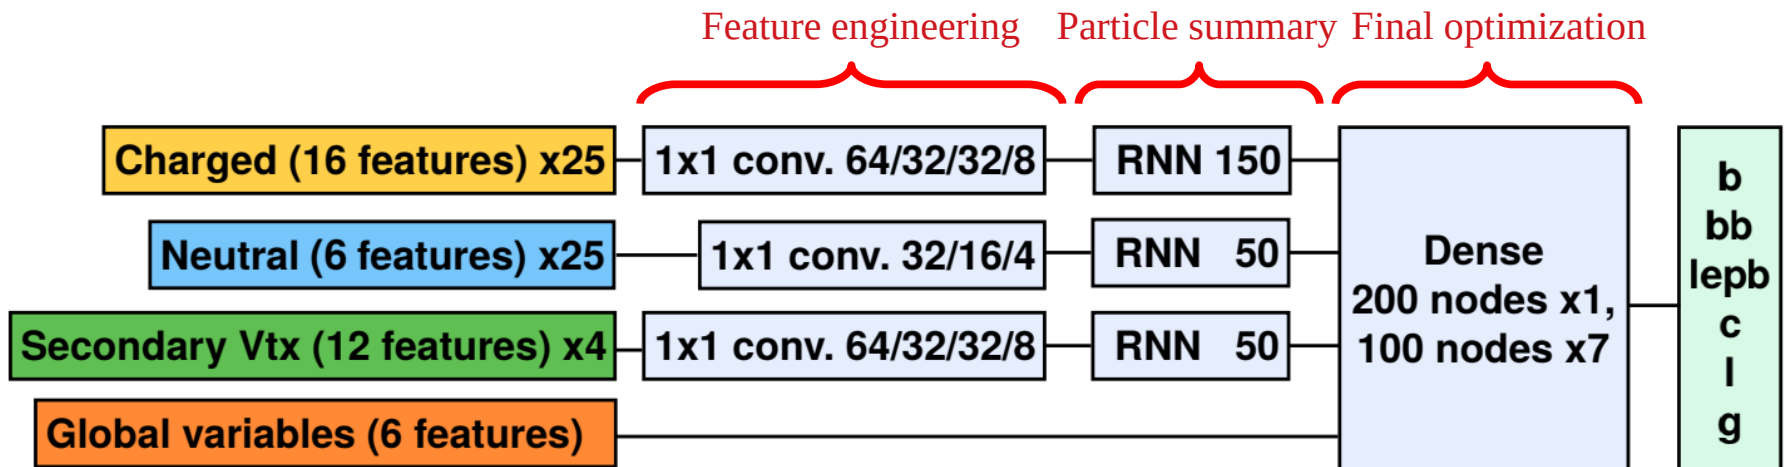 Feature engineering Particle summary Final optimization
Charged (16 features) x25
1x1 conv. 64/32/32/8
RNN 150
Neutral (6 features) x25
1x1 conv. 32/16/4
RNN 50
Secondary Vtx (12 features) x4
1x1 conv. 64/32/32/8
RNN 50
Global variables (6 features)
Dense
200 nodes x1,
100 nodes x7
b
bb
lepb
c
l
g